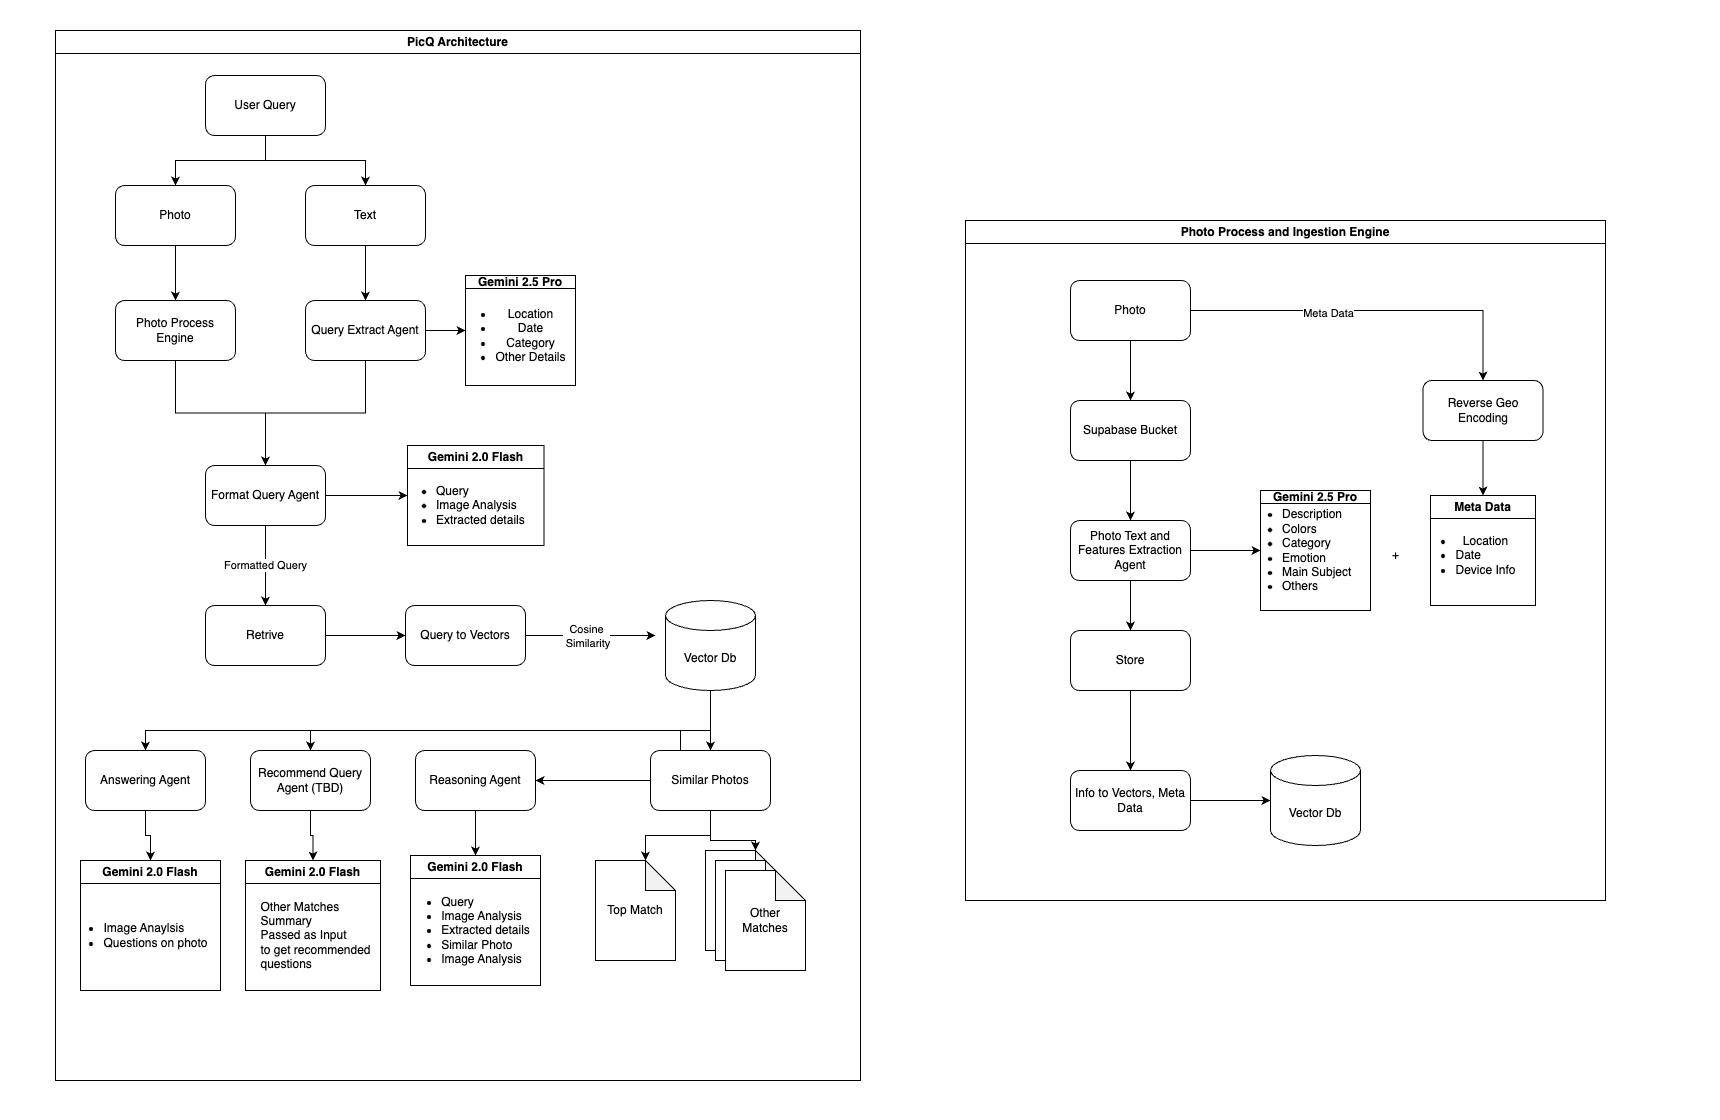 PicQ Architecture
User Query
Photo
Text
Photo Process
Engine
Query Extract Agent
Gemini 2.5 Pro
Location
Date
Category
Other Details
Format Query Agent
Gemini 2.0 Flash
Query
Image Analysis
Extracted details
Formatted Query
Retrive
Query to Vectors
Cosine
Similarity
Vector Db
Answering Agent
Recommend Query
Agent (TBD)
Reasoning Agent
Similar Photos
Gemini 2.0 Flash
Image Anaylsis
Questions on photo
Gemini 2.0 Flash
Other Matches
Summary
Passed as Input
to get recommended
questions
Gemini 2.0 Flash
Query
Image Analysis
Extracted details
Similar Photo
Image Analysis
Top Match
Other
Matches
Photo Process and Ingestion Engine
Photo
Meta Data
Reverse Geo
Encoding
Supabase Bucket
Photo Text and
Features Extraction
Agent
Gemini 2.5 Pro
Description
Colors
Category
Emotion
Main Subject
Others
+
Meta Data
Location
Date
Device Info
Store
Info to Vectors, Meta
Data
Vector Db